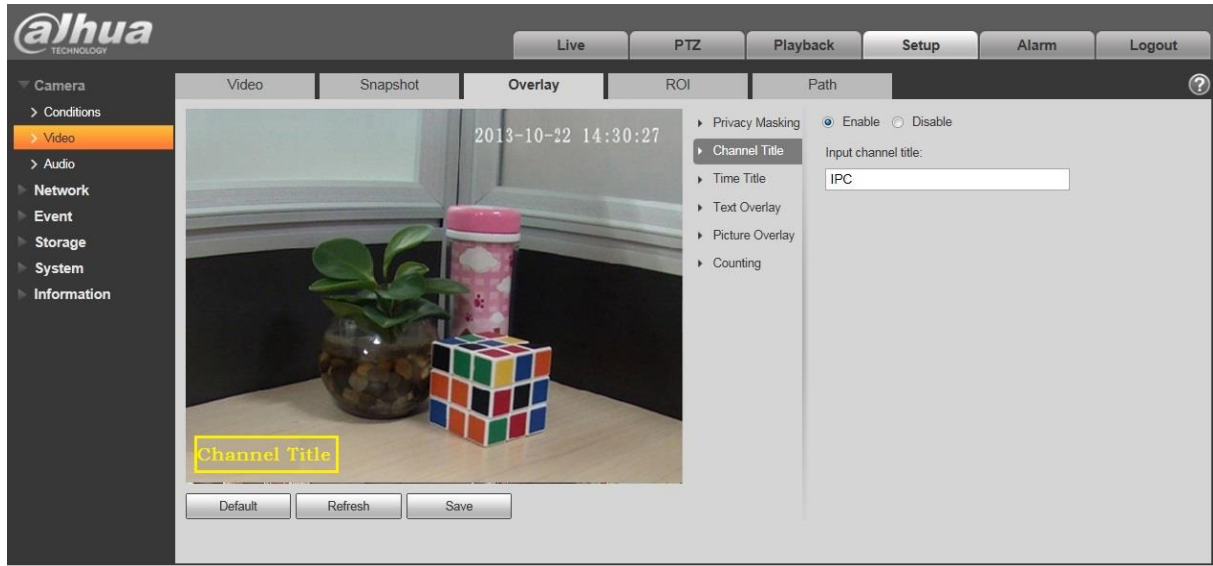 alhua
TECHNOLOGY
Live
PTZ
Playback
Setup
Alarm
Logout
Camera
Conditions
Video
Audio
Network
Event
Storage
System
Information
Video
Snapshot
Overlay
ROI
Path
?
2013-10-22 14:30:27
Channel Title
Default
Refresh
Save
Privacy Masking
Channel Title
Time Title
Text Overlay
Picture Overlay
Counting
Enable
Disable
Input channel title:
IPC